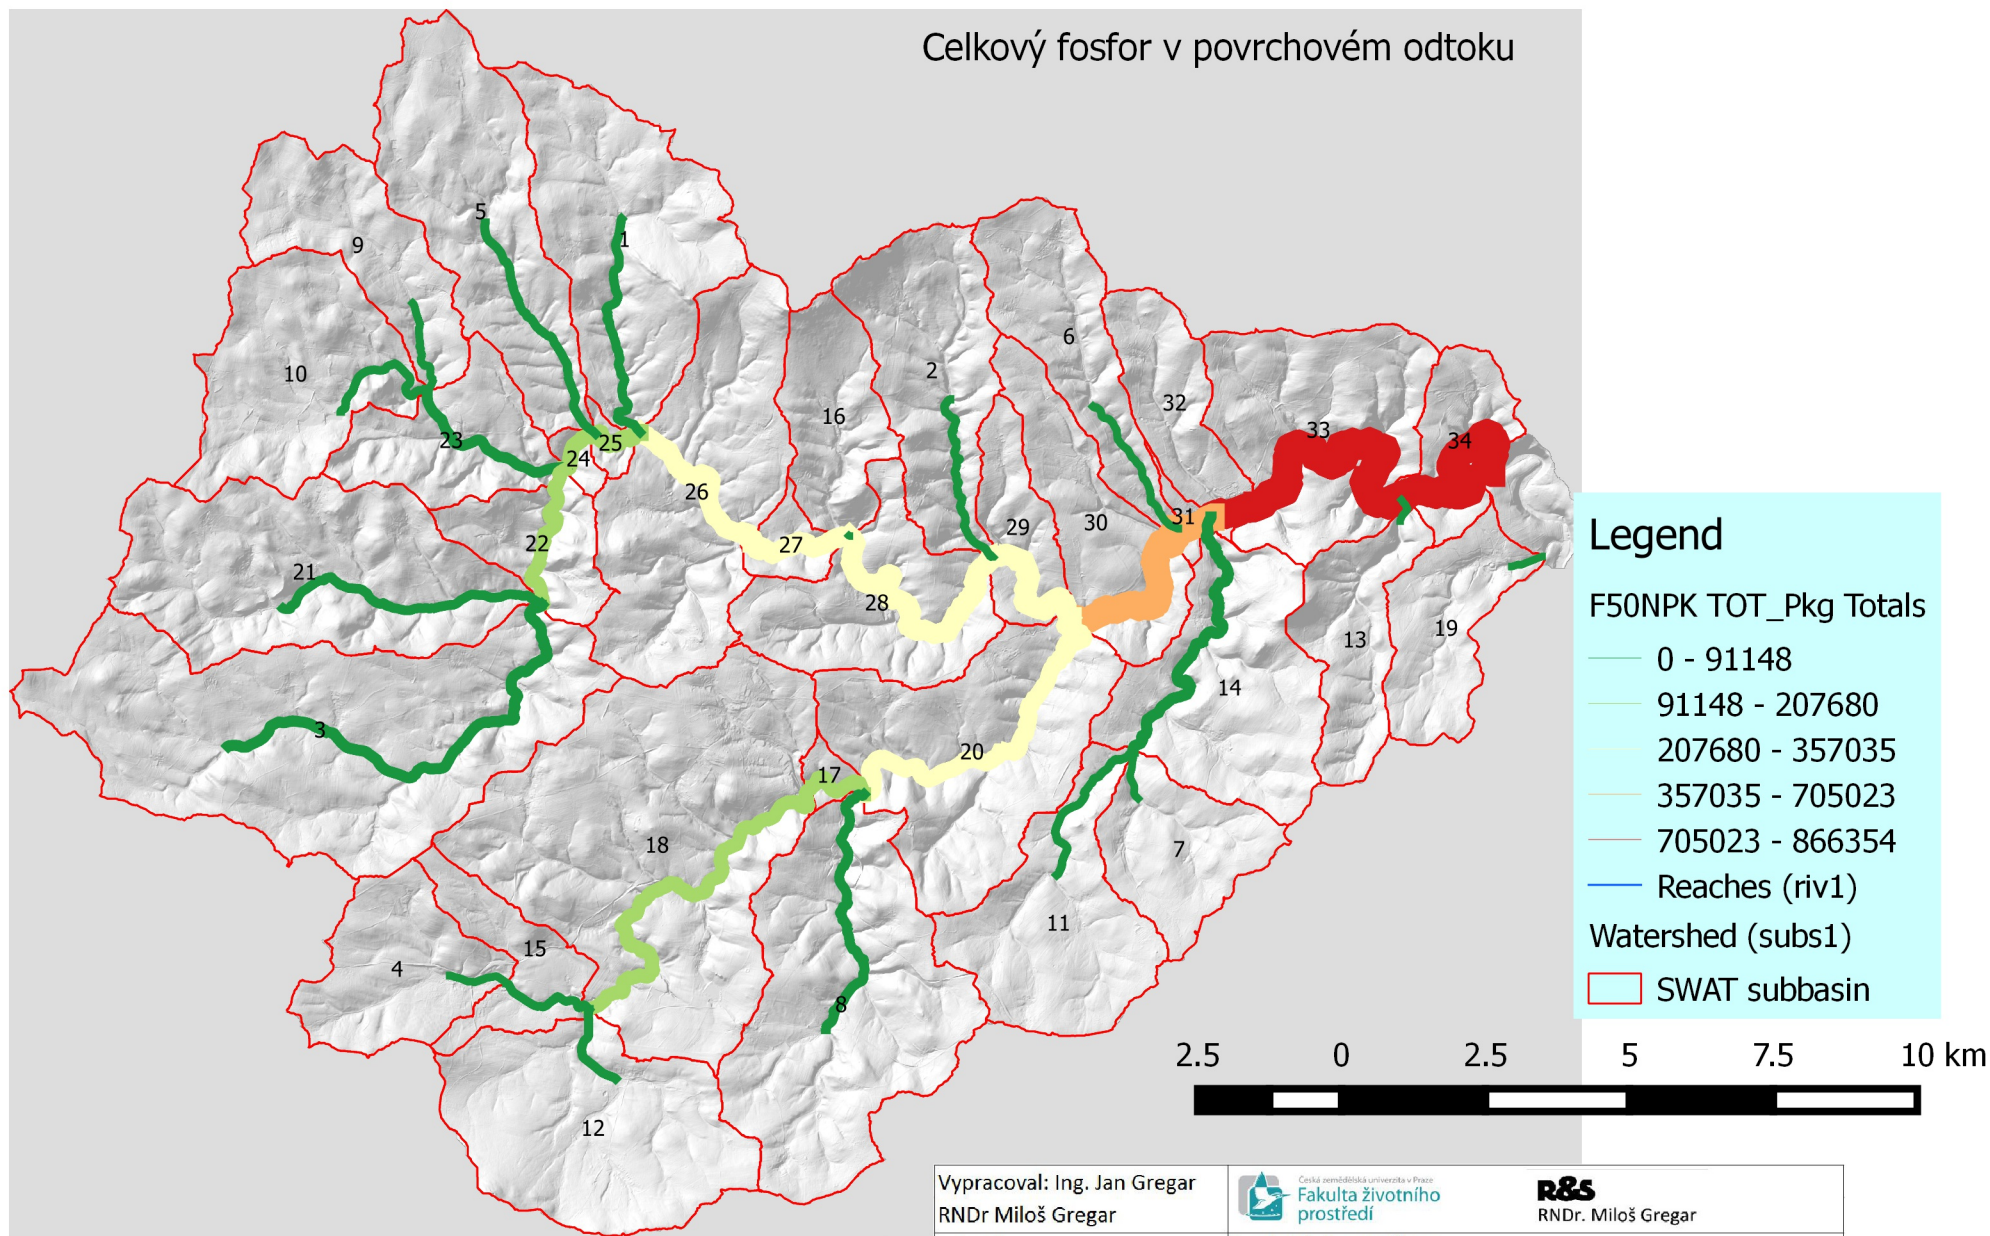 Celkový fosfor v povrchovém odtoku
5
1
9
6
2
10
32
16
33
34
23
25
24
26
31
30
29
22
27
21
28
19
13
14
3
20
17
18
7
11
15
4
8
12
Legend
F50NPK TOT_Pkg Totals
0 - 91148
91148 - 207680
207680 - 357035
357035 - 705023
705023 - 866354
Reaches (riv1)
Watershed (subs1)
SWAT subbasin
2.5 0 2.5 5 7.5 10 km
Vypracoval: Ing. Jan Gregar
RNDr Miloš Gregar
Česká zemědělská univerzita v Praze
Fakulta životního
prostředí
R&S
RNDr. Miloš Gregar